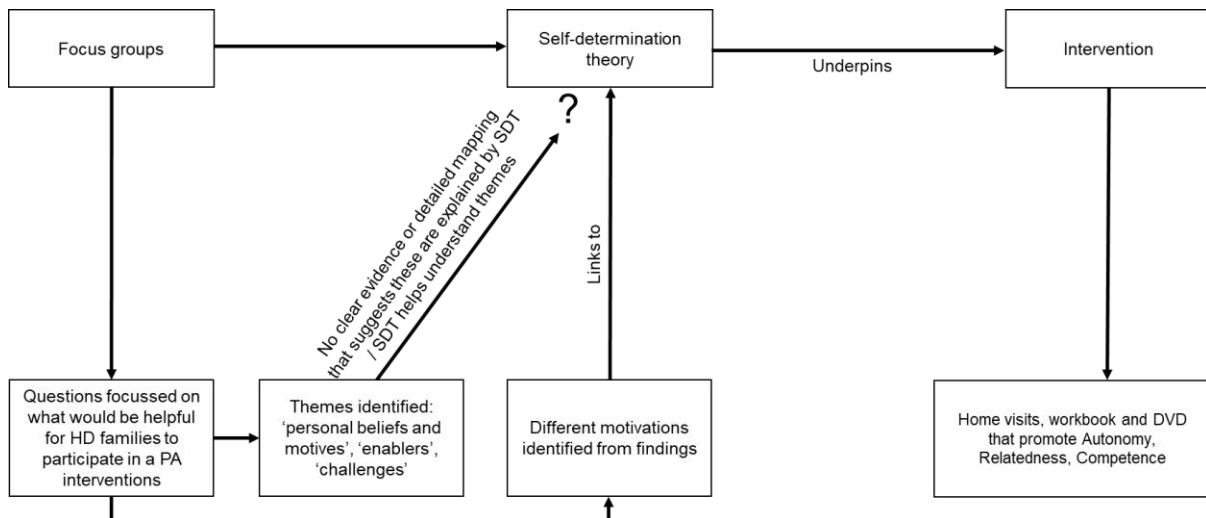 Focus groups
Self-determination
theory
Underpins
Intervention
?
No clear evidence or detailed mapping
that suggests these are explained by SDT
/ SDT helps understand themes
Links to
Questions focussed on
what would be helpful
for HD families to
participate in a PA
interventions
Themes identified:
‘personal beliefs and
motives’, ‘enablers’,
‘challenges’
Different motivations
identified from findings
Home visits, workbook and DVD
that promote Autonomy,
Relatedness, Competence